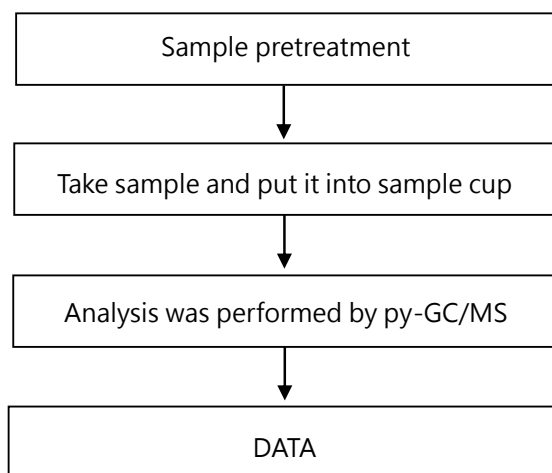 Sample pretreatment
Take sample and put it into sample cup
Analysis was performed by py-GC/MS
DATA